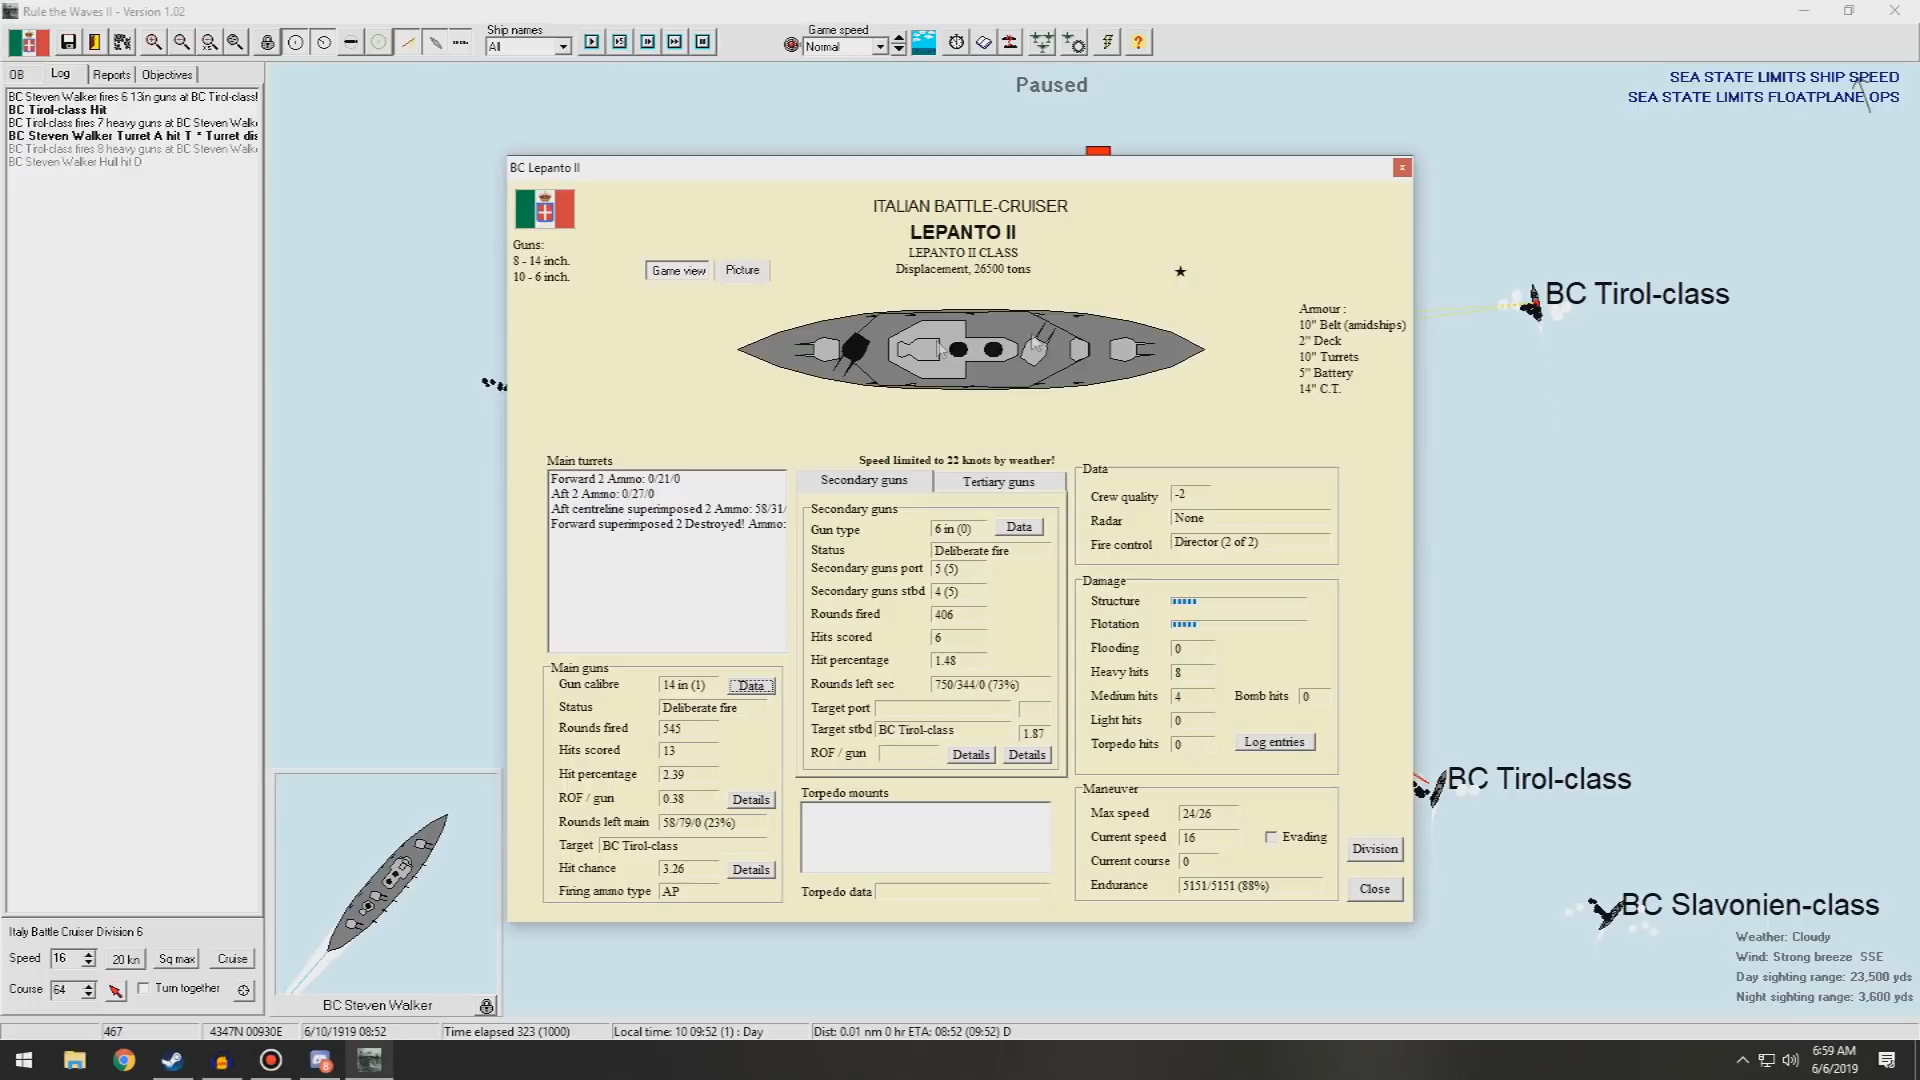 Rule the Waves II - Version 1.02
Ship names
All
Game speed
Normal
OB
Log
Reports
Objectives
BC Steven Walker fires 6 13in guns at BC Tirol-class!
BC Tirol-class Hit
BC Tirol-class fires 7 heavy guns at BC Steven Walk
BC Steven Walker Turret A hit T * Turret dis
BC Tirol-class fires 8 heavy guns at BC Steven Walk
BC Steven Walker Hull hit D
Paused
SEA STATE LIMITS SHIP SPEED
SEA STATE LIMITS FLOATPLANE OPS
BC Lepanto II
x
ITALIAN BATTLE-CRUISER
LEPANTO II
LEPANTO II CLASS
Displacement, 26500 tons
Guns:
8 - 14 inch.
10 - 6 inch.
Game view
Picture
Armour :
10" Belt (amidships)
2" Deck
10" Turrets
5" Battery
14" C.T.
BC Tirol-class
Main turrets
Forward 2 Ammo: 0/21/0
Aft 2 Ammo: 0/27/0
Aft centreline superimposed 2 Ammo: 58/31/
Forward superimposed 2 Destroyed! Ammo:
Main guns
Gun calibre 14 in (1) Data
Status Deliberate fire
Rounds fired 545
Hits scored 13
Hit percentage 2.39
ROF / gun 0.38 Details
Rounds left main 58/79/0 (23%)
Target BC Tirol-class
Hit chance 3.26 Details
Firing ammo type AP
Speed limited to 22 knots by weather!
Secondary guns
Tertiary guns
Secondary guns
Gun type 6 in (0) Data
Status Deliberate fire
Secondary guns port 5 (5)
Secondary guns stbd 4 (5)
Rounds fired 406
Hits scored 6
Hit percentage 1.48
Rounds left sec 750/344/0 (73%)
Target port
Target stbd BC Tirol-class 1.87
ROF / gun Details Details
Torpedo mounts
Torpedo data
Data
Crew quality -2
Radar None
Fire control Director (2 of 2)
Damage
Structure
Flotation
Flooding 0
Heavy hits 8
Medium hits 4 Bomb hits 0
Light hits 0
Torpedo hits 0 Log entries
Maneuver
Max speed 24/26
Current speed 16 Evading
Current course 0
Endurance 5151/5151 (88%)
Division
Close
BC Tirol-class
BC Slavonien-class
Weather: Cloudy
Wind: Strong breeze SSE
Day sighting range: 23,500 yds
Night sighting range: 3,600 yds
Italy Battle Cruiser Division 6
Speed 16 20 kn Sq max Cruise
Course 64 Turn together
BC Steven Walker
467
4347N 00930E
6/10/1919 08:52
Time elapsed 323 (1000)
Local time: 10 09:52 (1) : Day
Dist: 0.01 nm 0 hr ETA: 08:52 (09:52) D
8
6:59 AM
6/6/2019